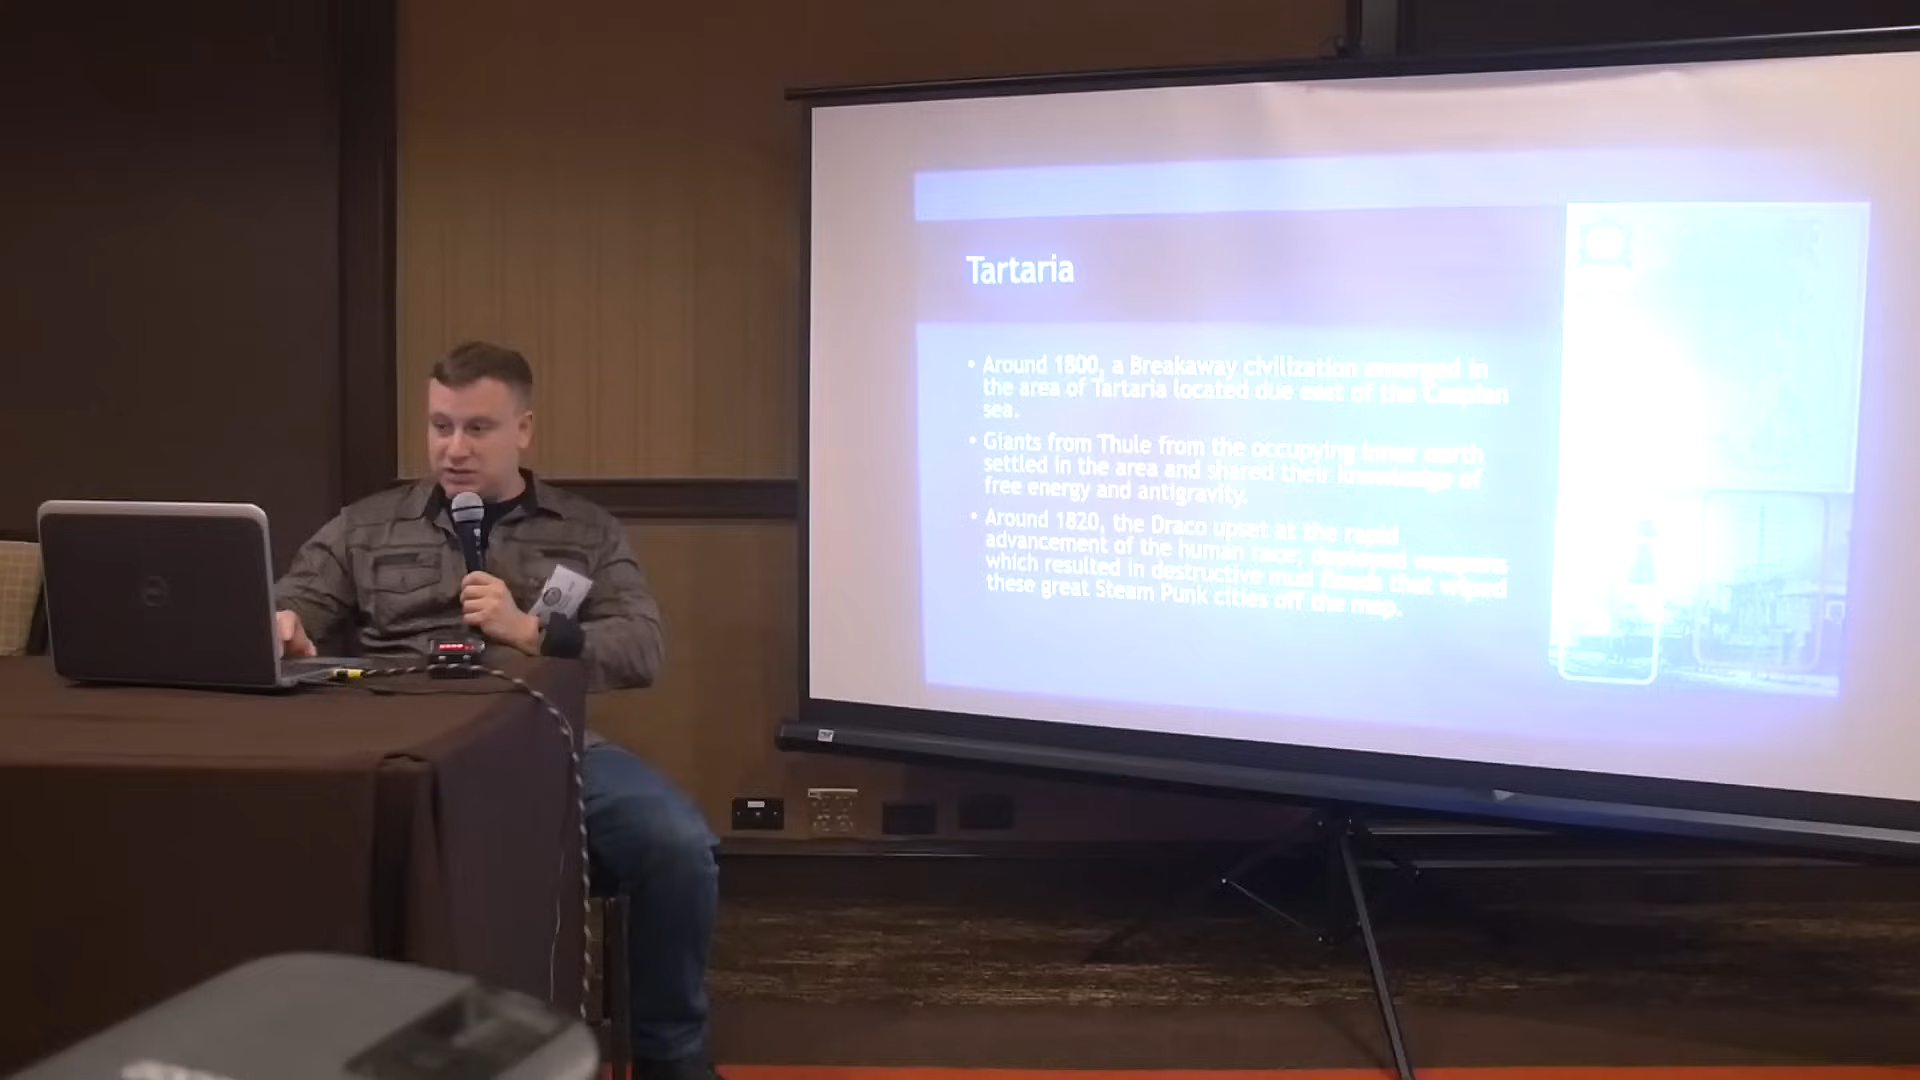 Tartaria
• Around 1800, a Breakaway civilization emerged in
the area of Tartaria located due east of the Caspian
sea.
• Giants from Thule from the occupying inner earth
settled in the area and shared their knowledge of
free energy and antigravity.
• Around 1820, the Draco upset at the rapid
advancement of the human race; deployed weapons
which resulted in destructive mud floods that wiped
these great Steam Punk cities off the map.